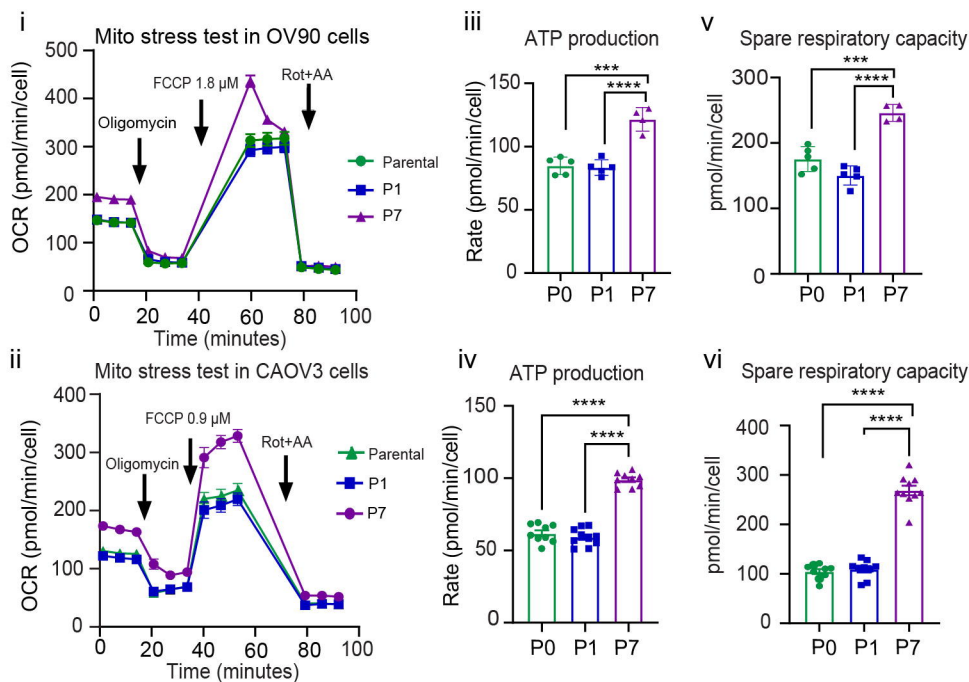 i
Mito stress test in OV90 cells
OCR (pmol/min/cell)
500
400
300
200
100
0
Oligomycin
FCCP 1.8 µM
Rot+AA
Parental
P1
P7
0 20 40 60 80 100
Time (minutes)
iii
ATP production
Rate (pmol/min/cell)
150
100
50
0
***
****
P0 P1 P7
v
Spare respiratory capacity
pmol/min/cell
300
200
100
0
***
****
P0 P1 P7
ii
Mito stress test in CAOV3 cells
OCR (pmol/min/cell)
400
300
200
100
0
Oligomycin
FCCP 0.9 µM
Rot+AA
Parental
P1
P7
0 20 40 60 80 100
Time (minutes)
iv
ATP production
Rate (pmol/min/cell)
150
100
50
0
****
****
P0 P1 P7
vi
Spare respiratory capacity
pmol/min/cell
400
300
200
100
0
****
****
P0 P1 P7